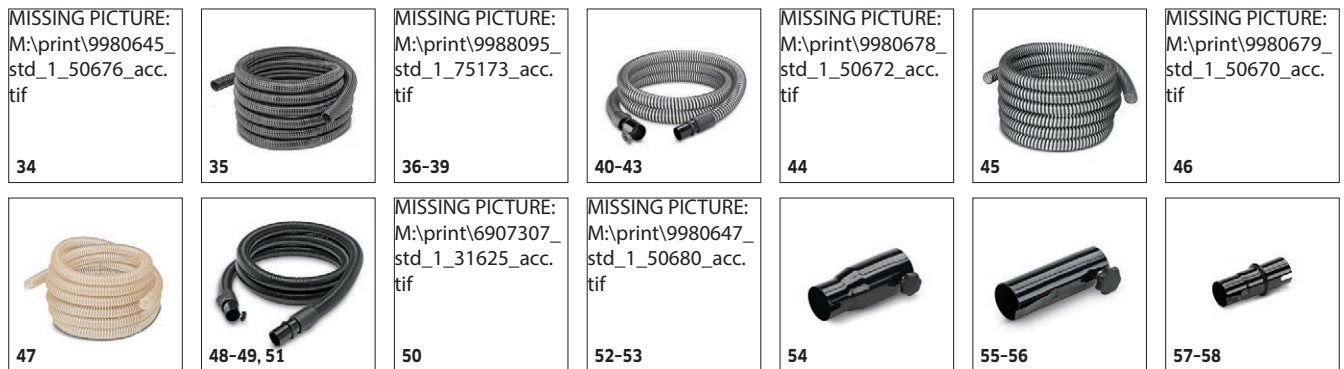 MISSING PICTURE:
M:\print\9980645_
std_1_50676_acc.
tif
34
35
MISSING PICTURE:
M:\print\9988095_
std_1_75173_acc.
tif
36-39
40-43
MISSING PICTURE:
M:\print\9980678_
std_1_50672_acc.
tif
44
45
MISSING PICTURE:
M:\print\9980679_
std_1_50670_acc.
tif
46
47
48-49, 51
MISSING PICTURE:
M:\print\6907307_
std_1_31625_acc.
tif
50
MISSING PICTURE:
M:\print\9980647_
std_1_50680_acc.
tif
52-53
54
55-56
57-58